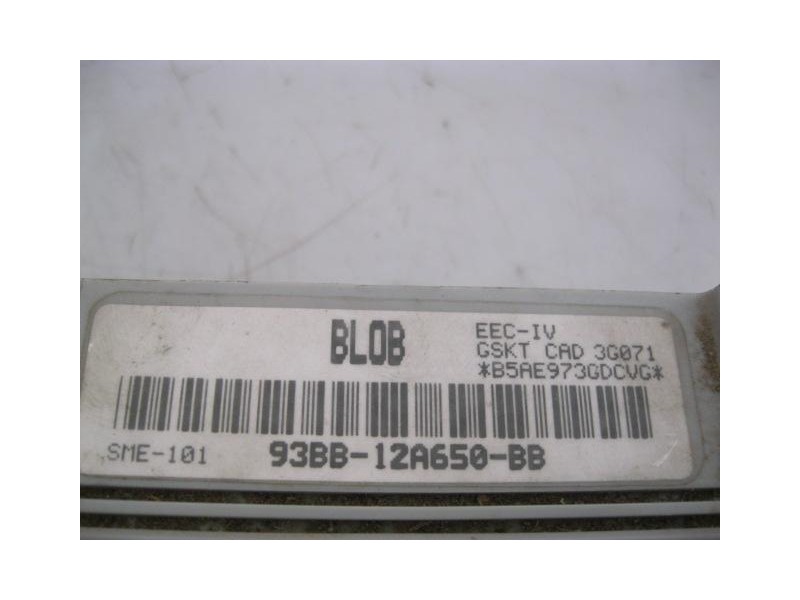 BLOB
EEC-IV
GSKT CAD 3G071
*B5AE973GDCVG*
SME-101
93BB-12A650-BB